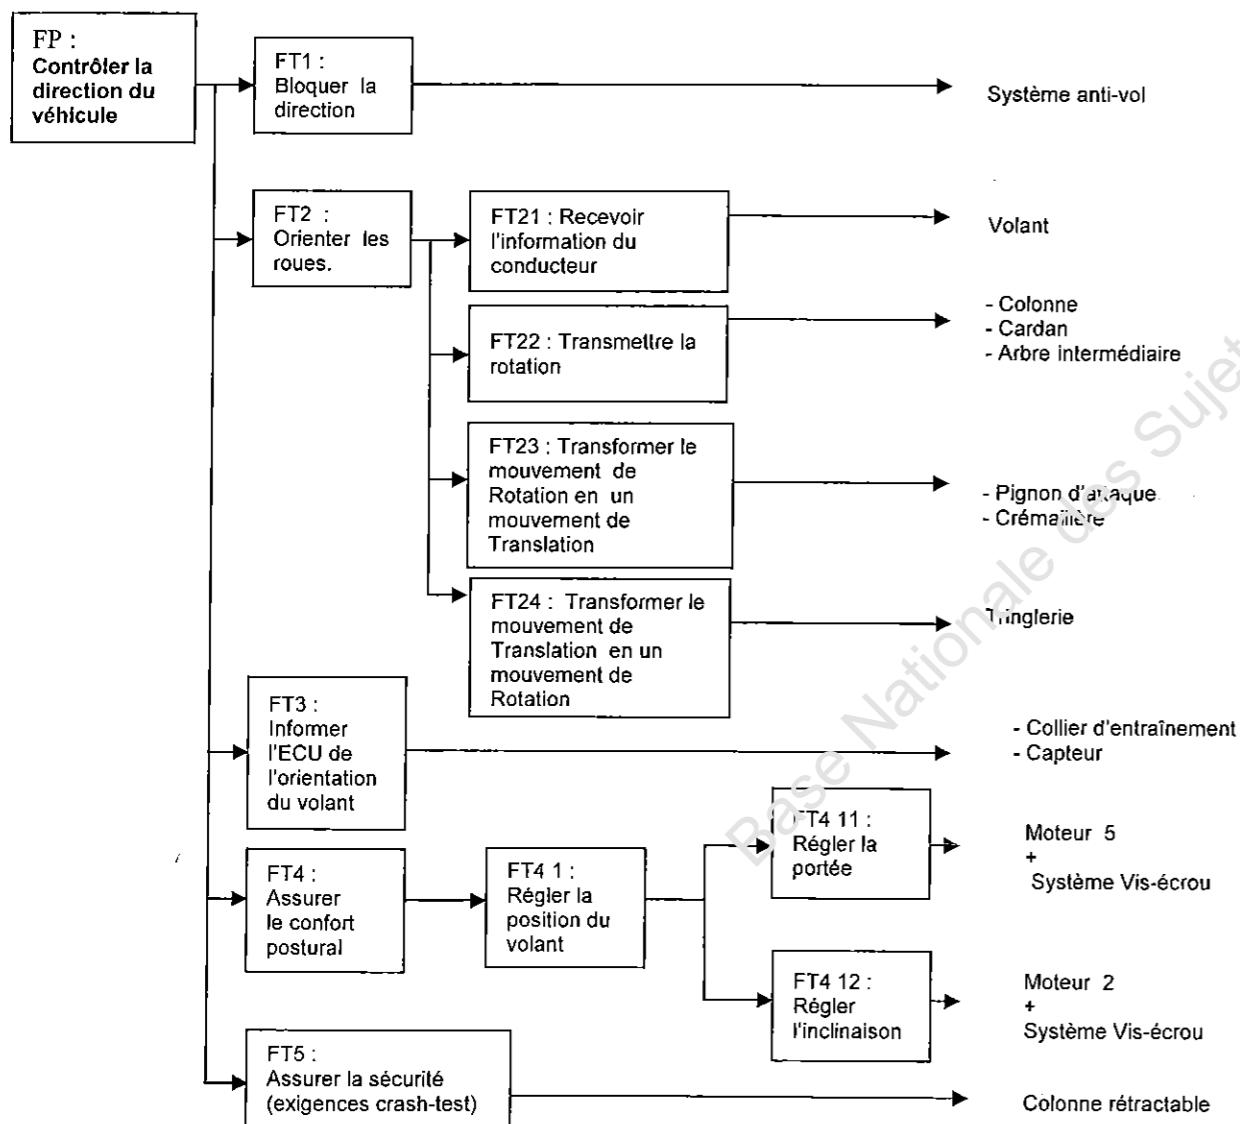 FP :
Contrôler la
direction du
véhicule
FT1 :
Bloquer la
direction
Système anti-vol
FT2 :
Orienter les
roues.
FT21 : Recevoir
l'information du
conducteur
Volant
FT22 : Transmettre la
rotation
- Colonne
- Cardan
- Arbre intermédiaire
FT23 : Transformer le
mouvement de
Rotation en un
mouvement de
Translation
- Pignon d'attaque
- Crémaillère
FT24 : Transformer le
mouvement de
Translation en un
mouvement de
Rotation
Tringlerie
FT3 :
Informer
l'ECU de
l'orientation
du volant
- Collier d'entraînement
- Capteur
FT4 :
Assurer
le confort
postural
FT4 1 :
Régler la
position du
volant
FT4 11 :
Régler la
portée
Moteur 5
+
Système Vis-écrou
FT4 12 :
Régler
l'inclinaison
Moteur 2
+
Système Vis-écrou
FT5 :
Assurer la sécurité
(exigences crash-test)
Colonne rétractable
Base Nationale des Sujet